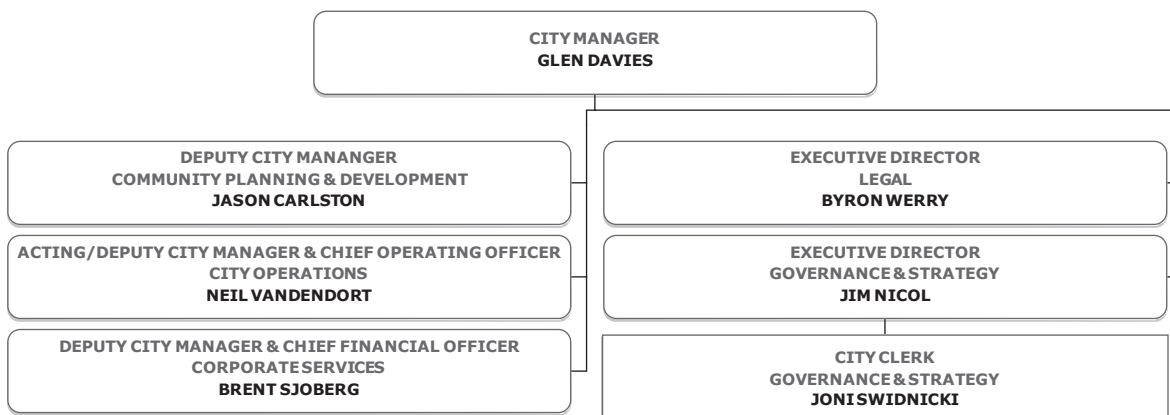 CITY MANAGER
GLEN DAVIES
DEPUTY CITY MANANGER
COMMUNITY PLANNING & DEVELOPMENT
JASON CARLSTON
ACTING/DEPUTY CITY MANAGER & CHIEF OPERATING OFFICER
CITY OPERATIONS
NEIL VANDENDORT
DEPUTY CITY MANAGER & CHIEF FINANCIAL OFFICER
CORPORATE SERVICES
BRENT SJOBERG
EXECUTIVE DIRECTOR
LEGAL
BYRON WERRY
EXECUTIVE DIRECTOR
GOVERNANCE & STRATEGY
JIM NICOL
CITY CLERK
GOVERNANCE & STRATEGY
JONI SWIDNICKI